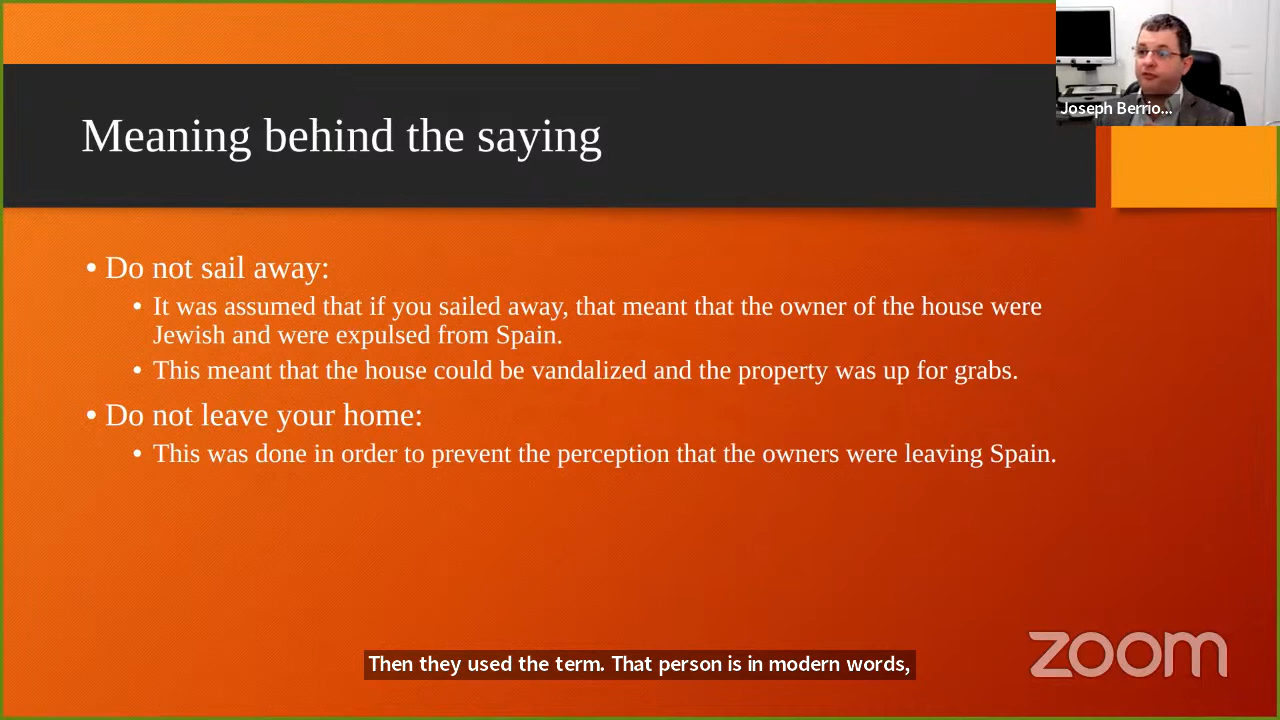 Joseph Berrio...
Meaning behind the saying
• Do not sail away:
• It was assumed that if you sailed away, that meant that the owner of the house were
Jewish and were expulsed from Spain.
• This meant that the house could be vandalized and the property was up for grabs.
• Do not leave your home:
• This was done in order to prevent the perception that the owners were leaving Spain.
Then they used the term. That person is in modern words,
zoom